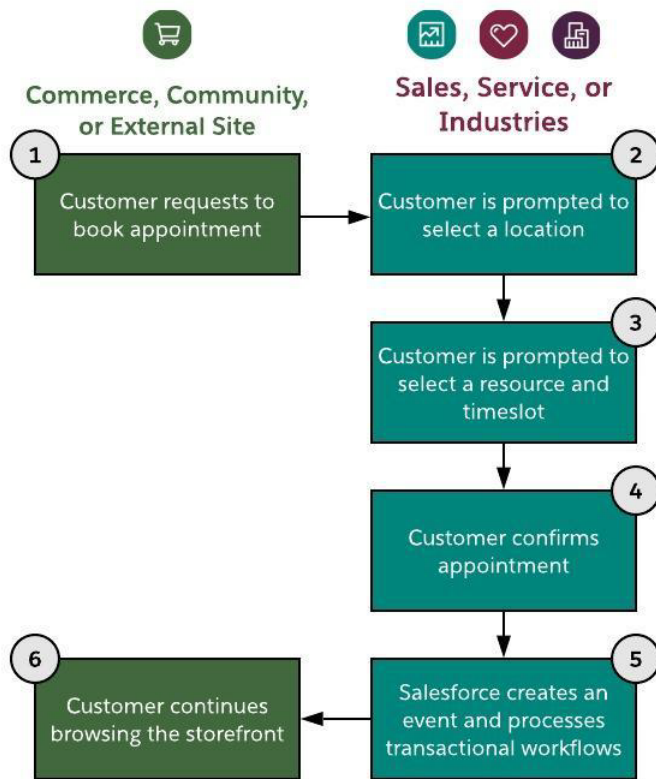 Commerce, Community,
or External Site
Sales, Service, or
Industries
1
Customer requests to
book appointment
2
Customer is prompted to
select a location
3
Customer is prompted to
select a resource and
timeslot
4
Customer confirms
appointment
5
Salesforce creates an
event and processes
transactional workflows
6
Customer continues
browsing the storefront